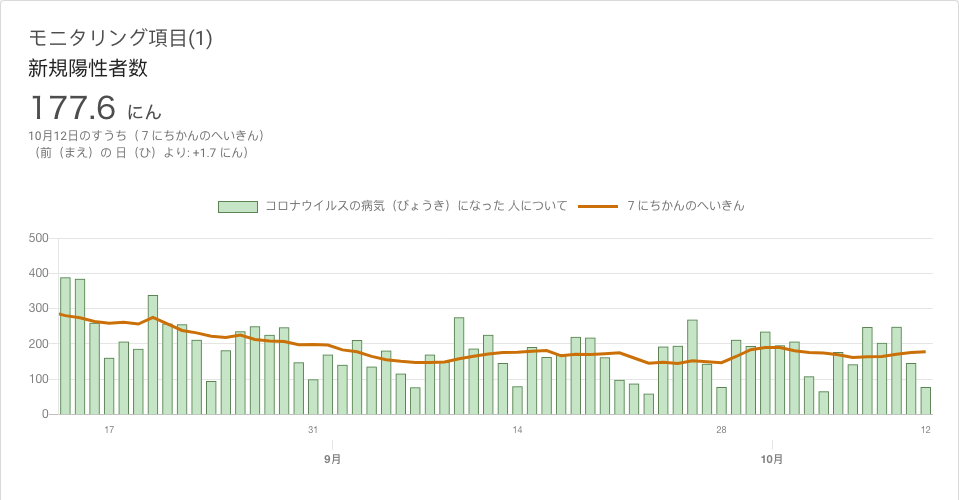 モニタリング項目(1)
新規陽性者数
177.6 にん
10月12日のすうち（７にちかんのへいきん）
（前（まえ）の 日（ひ）より: +1.7 にん）
コロナウイルスの病気（びょうき）になった 人について ７にちかんのへいきん
500
400
300
200
100
0
17 31 14 28 12
9月 10月